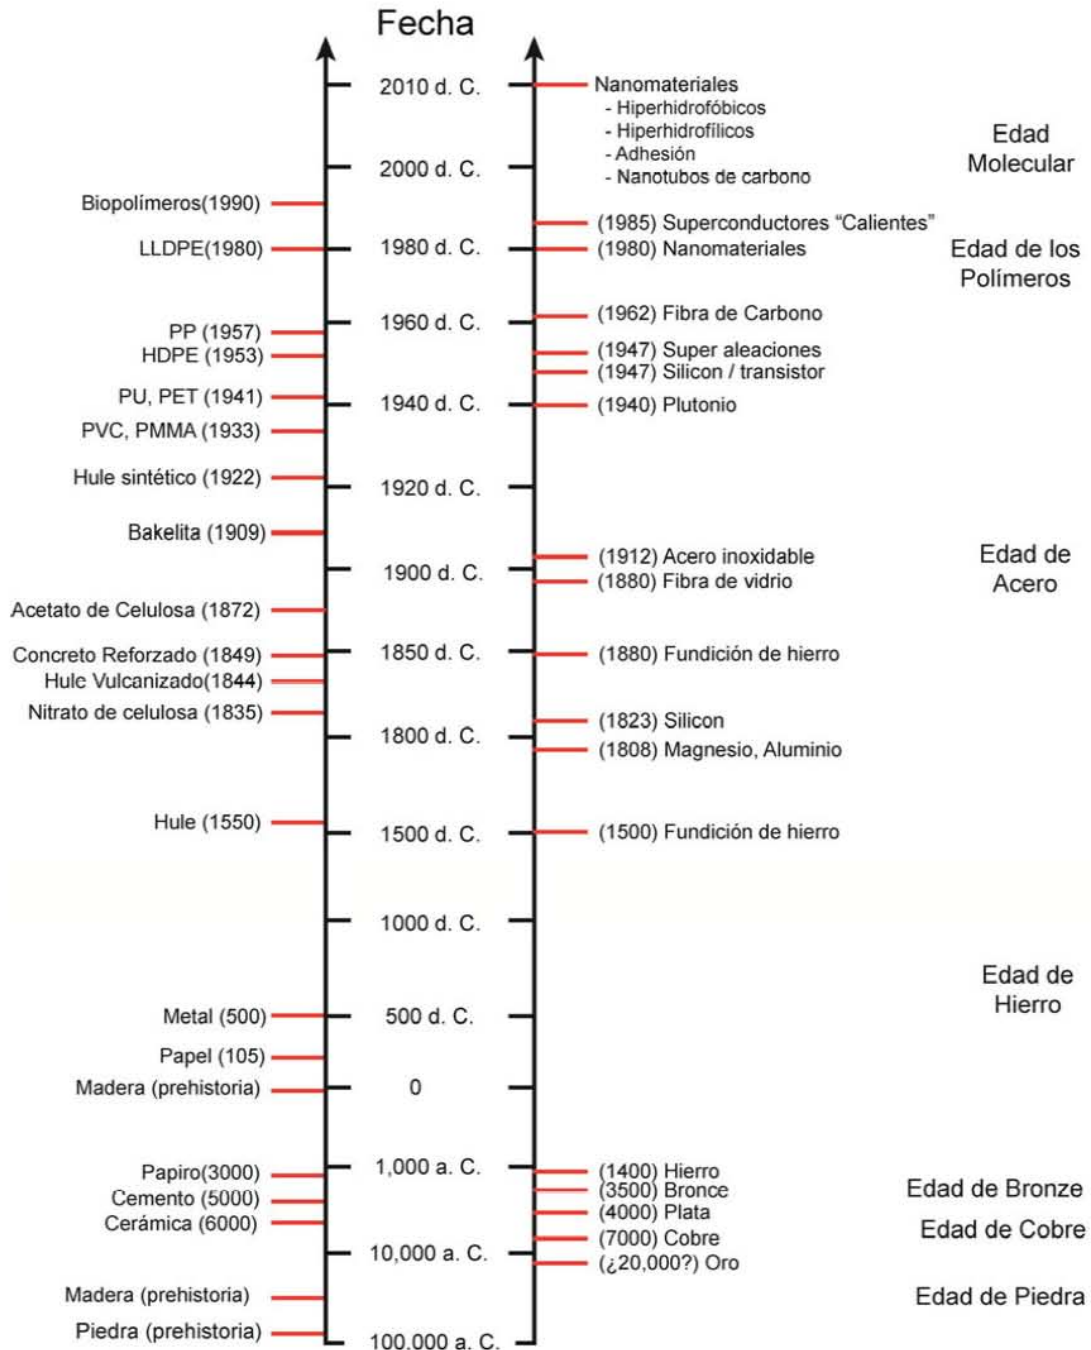 Fecha
2010 d. C.
2000 d. C.
1980 d. C.
1960 d. C.
1940 d. C.
1920 d. C.
1900 d. C.
1850 d. C.
1800 d. C.
1500 d. C.
1000 d. C.
500 d. C.
0
1,000 a. C.
10,000 a. C.
100,000 a. C.
Biopolímeros(1990)
LLDPE(1980)
PP (1957)
HDPE (1953)
PU, PET (1941)
PVC, PMMA (1933)
Hule sintético (1922)
Bakelita (1909)
Acetato de Celulosa (1872)
Concreto Reforzado (1849)
Hule Vulcanizado(1844)
Nitrato de celulosa (1835)
Hule (1550)
Metal (500)
Papel (105)
Madera (prehistoria)
Papiro(3000)
Cemento (5000)
Cerámica (6000)
Madera (prehistoria)
Piedra (prehistoria)
Nanomateriales
- Hiperhidrofóbicos
- Hiperhidrofílicos
- Adhesión
- Nanotubos de carbono
(1985) Superconductores “Calientes”
(1980) Nanomateriales
(1962) Fibra de Carbono
(1947) Super aleaciones
(1947) Silicon / transistor
(1940) Plutonio
(1912) Acero inoxidable
(1880) Fibra de vidrio
(1880) Fundición de hierro
(1823) Silicon
(1808) Magnesio, Aluminio
(1500) Fundición de hierro
(1400) Hierro
(3500) Bronce
(4000) Plata
(7000) Cobre
(¿20,000?) Oro
Edad
Molecular
Edad de los
Polímeros
Edad de
Acero
Edad de
Hierro
Edad de Bronze
Edad de Cobre
Edad de Piedra